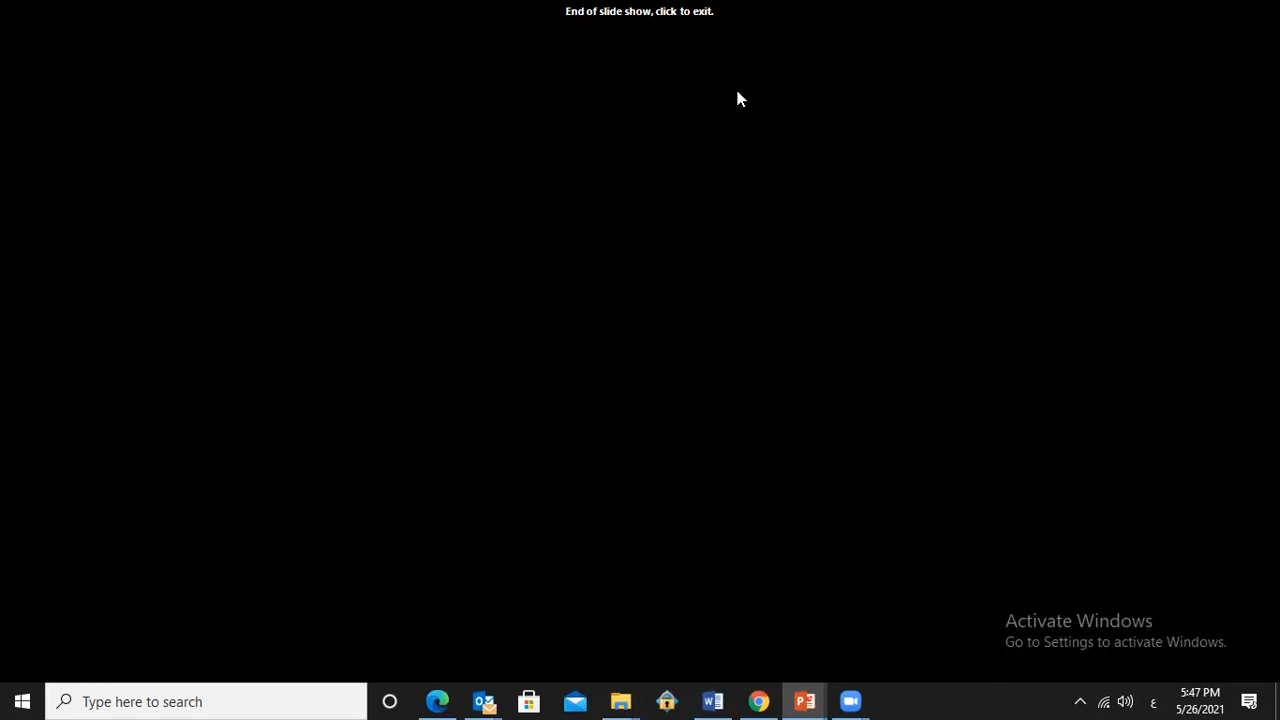 End of slide show, click to exit.
Activate Windows
Go to Settings to activate Windows.
Type here to search
ع
5:47 PM
5/26/2021